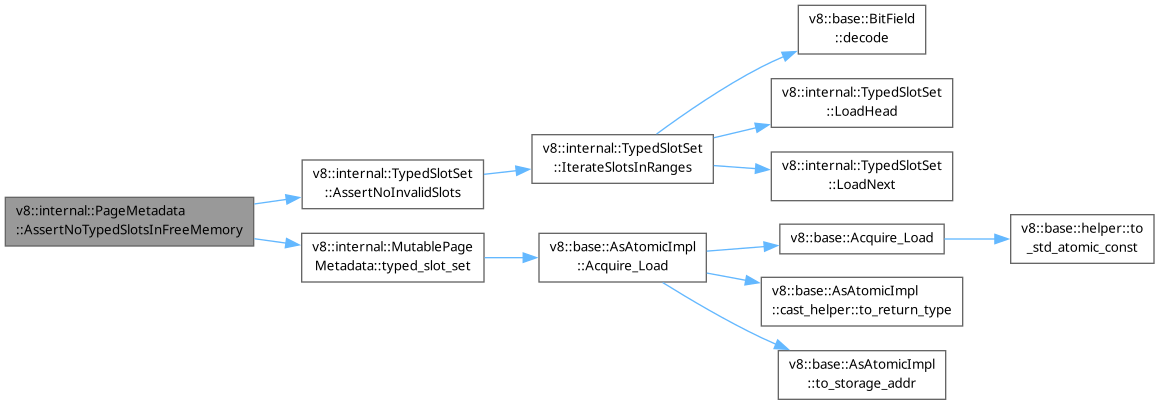 v8::internal::PageMetadata
::AssertNoTypedSlotsInFreeMemory
v8::internal::TypedSlotSet
::AssertNoInvalidSlots
v8::internal::MutablePage
Metadata::typed_slot_set
v8::internal::TypedSlotSet
::IterateSlotsInRanges
v8::base::AsAtomicImpl
::Acquire_Load
v8::base::BitField
::decode
v8::internal::TypedSlotSet
::LoadHead
v8::internal::TypedSlotSet
::LoadNext
v8::base::Acquire_Load
v8::base::AsAtomicImpl
::cast_helper::to_return_type
v8::base::AsAtomicImpl
::to_storage_addr
v8::base::helper::to
_std_atomic_const